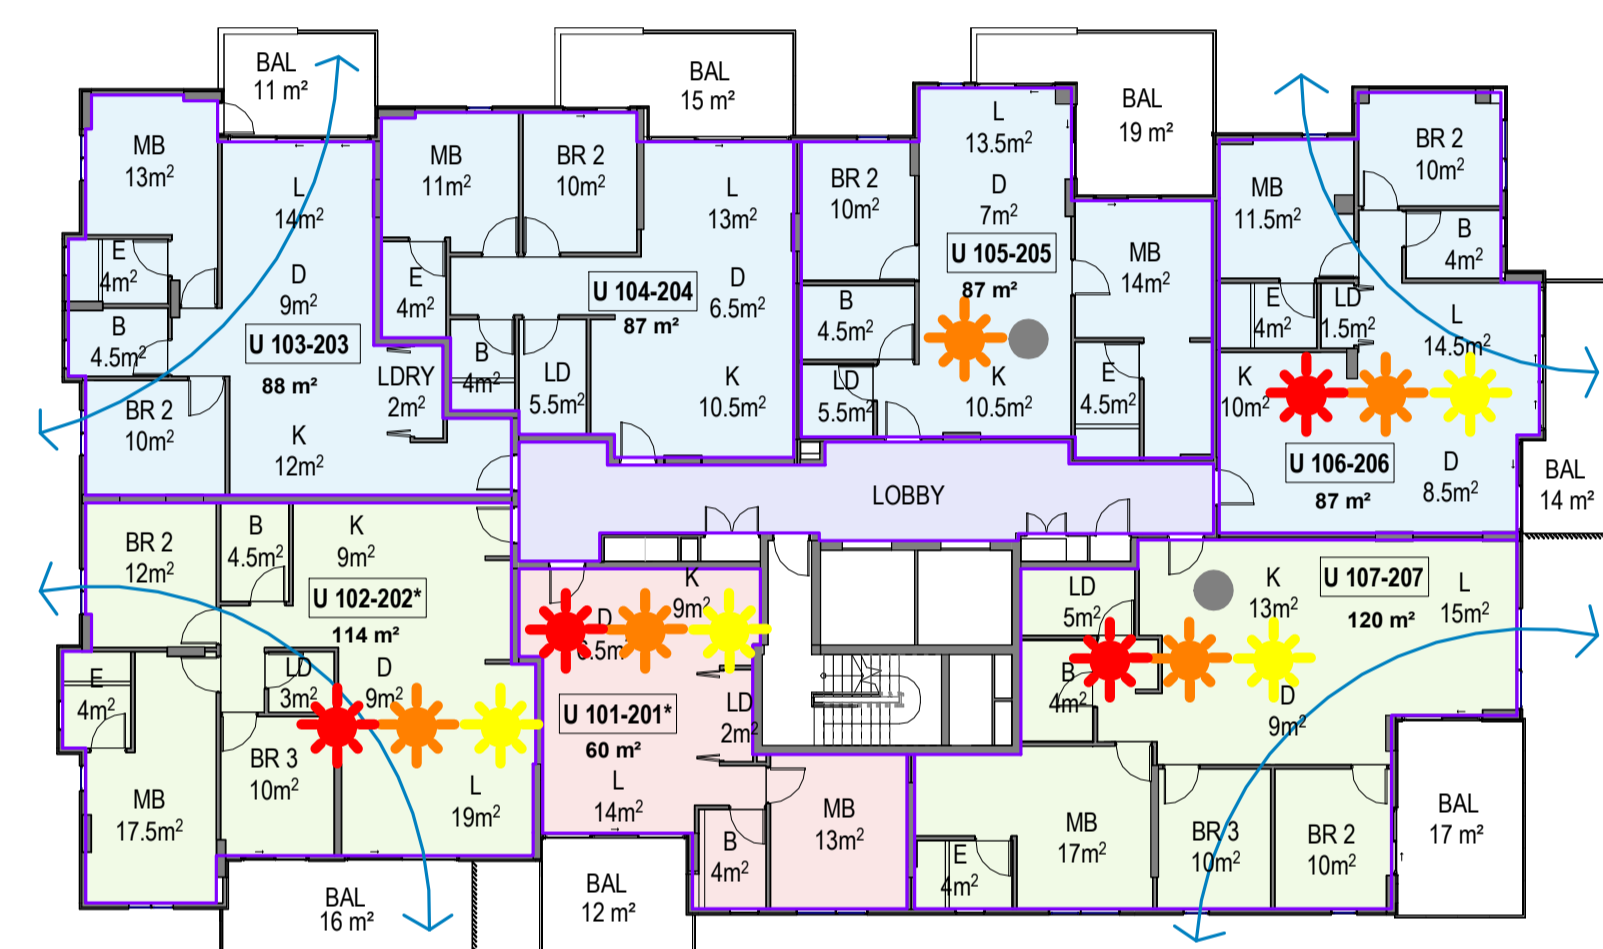 BAL
11 m²
MB
13m²
L
14m²
E
4m²
D
9m²
B
4.5m²
U 103-203
88 m²
LDRY
2m²
BR 2
10m²
K
12m²
BAL
15 m²
MB
11m²
BR 2
10m²
L
13m²
E
4m²
U 104-204
87 m²
D
6.5m²
B
4m²
LD
5.5m²
K
10.5m²
BAL
19 m²
L
13.5m²
BR 2
10m²
D
7m²
U 105-205
87 m²
MB
14m²
B
4.5m²
LD
5.5m²
K
10.5m²
E
4.5m²
BR 2
10m²
MB
11.5m²
B
4m²
E
4m²
LD
1.5m²
L
14.5m²
K
10m²
U 106-206
87 m²
D
8.5m²
BAL
14 m²
LOBBY
BR 2
12m²
B
4.5m²
K
9m²
U 102-202*
114 m²
E
4m²
LD
3m²
D
9m²
BR 3
10m²
MB
17.5m²
L
19m²
BAL
16 m²
K
9m²
D
U 101-201*
60 m²
LD
2m²
L
14m²
B
4m²
MB
13m²
BAL
12 m²
LD
5m²
K
13m²
U 107-207
120 m²
L
15m²
B
4m²
D
9m²
MB
17m²
E
4m²
BR 3
10m²
BR 2
10m²
BAL
17 m²